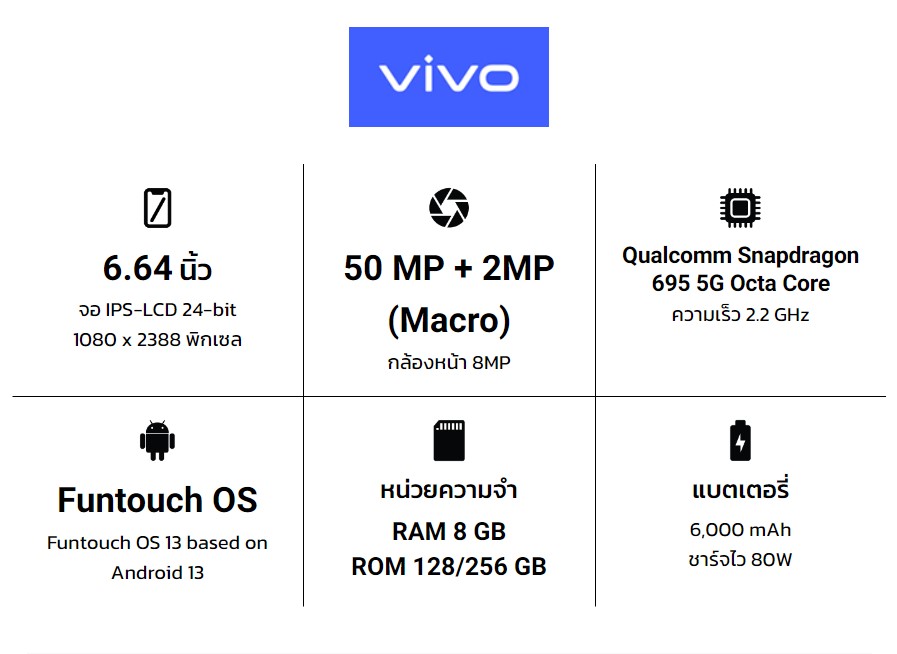 vivo
6.64 นิ้ว
จอ IPS-LCD 24-bit
1080 x 2388 พิกเซล
50 MP + 2MP
(Macro)
กล้องหน้า 8MP
Qualcomm Snapdragon
695 5G Octa Core
ความเร็ว 2.2 GHz
Funtouch OS
Funtouch OS 13 based on
Android 13
หน่วยความจำ
RAM 8 GB
ROM 128/256 GB
แบตเตอรี่
6,000 mAh
ชาร์จไว 80W